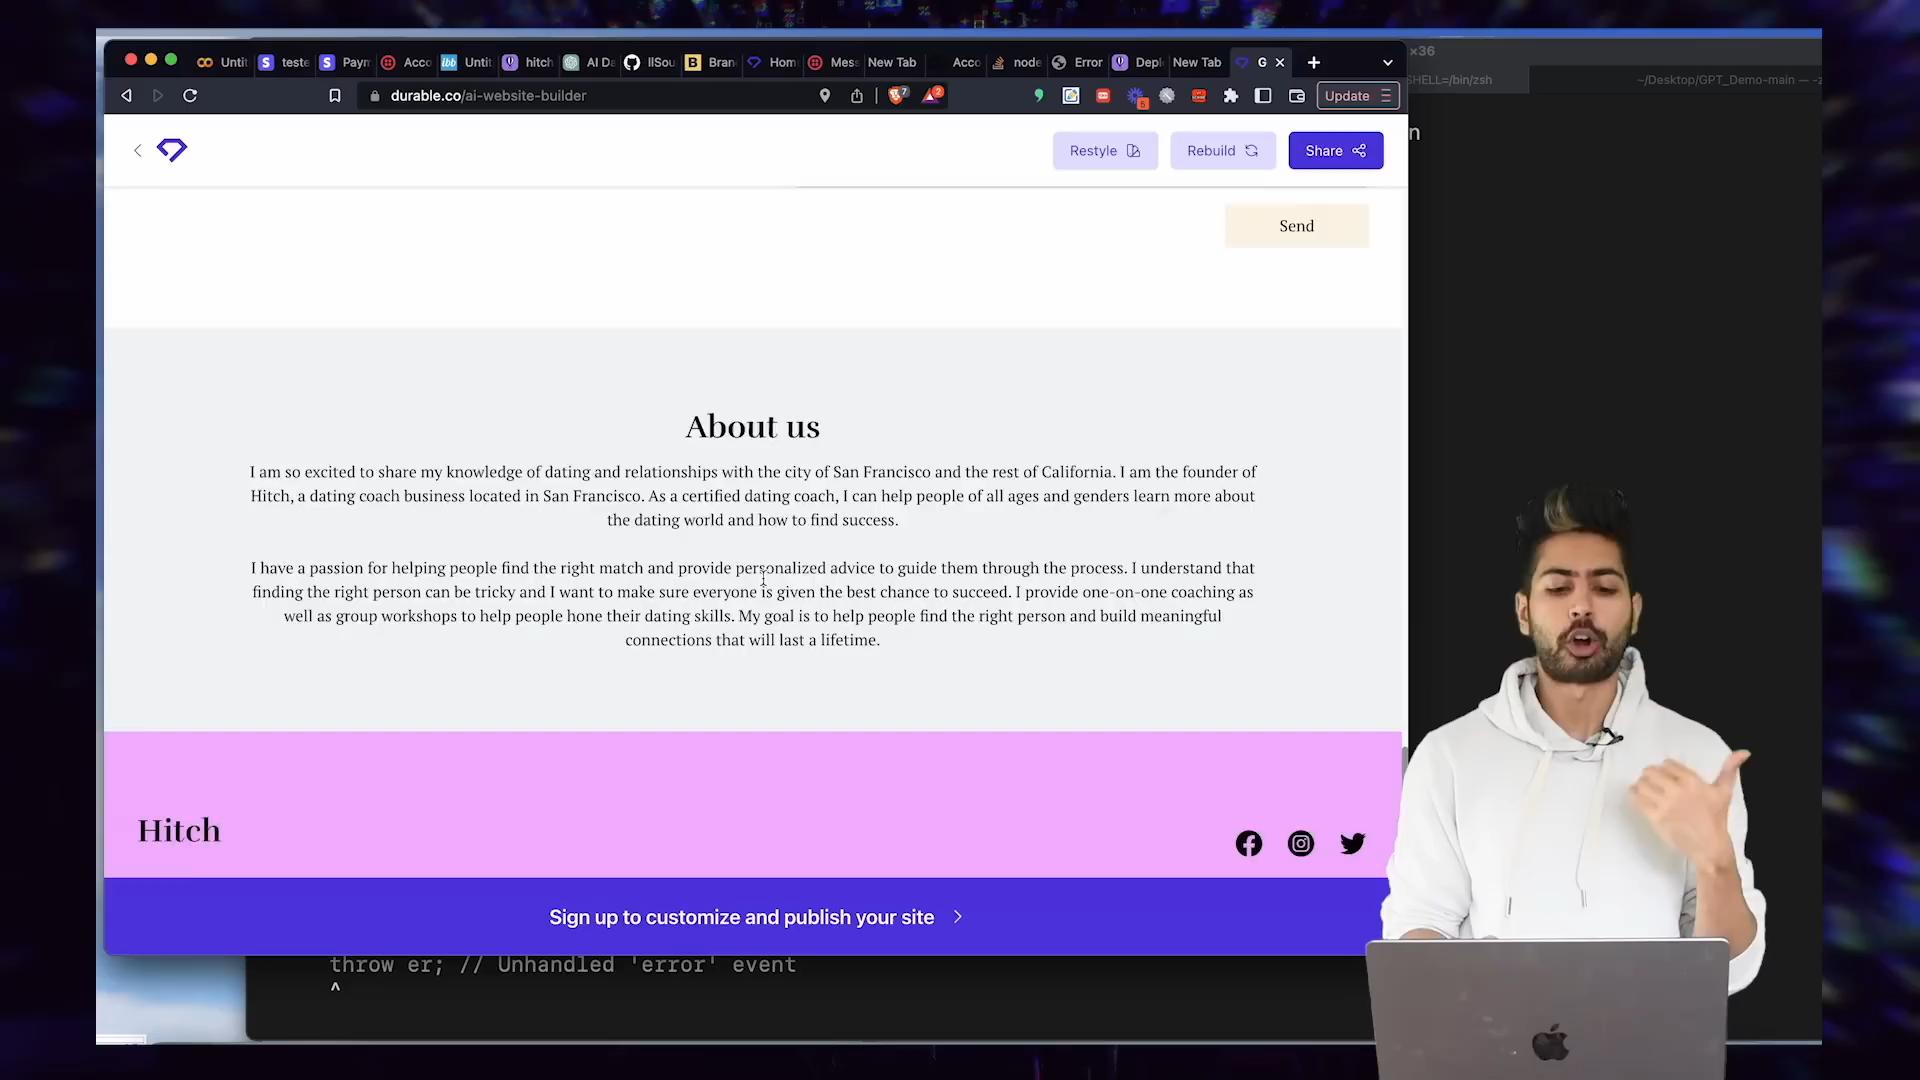 ×36
Untit
teste
Payn
Acco
ibb
Untit
hitch
AI Da
IlSou
B
Bran
Hom
Mess
New Tab
Acco
node
Error
Depl
New Tab
G
SHELL=/bin/zsh
~/Desktop/GPT_Demo-main — -z
durable.co/ai-website-builder
7
2
5
Update
n
Restyle
Rebuild
Share
Send
About us
I am so excited to share my knowledge of dating and relationships with the city of San Francisco and the rest of California. I am the founder of
Hitch, a dating coach business located in San Francisco. As a certified dating coach, I can help people of all ages and genders learn more about
the dating world and how to find success.
I have a passion for helping people find the right match and provide personalized advice to guide them through the process. I understand that
finding the right person can be tricky and I want to make sure everyone is given the best chance to succeed. I provide one-on-one coaching as
well as group workshops to help people hone their dating skills. My goal is to help people find the right person and build meaningful
connections that will last a lifetime.
Hitch
Sign up to customize and publish your site
throw er; // Unhandled 'error' event
^